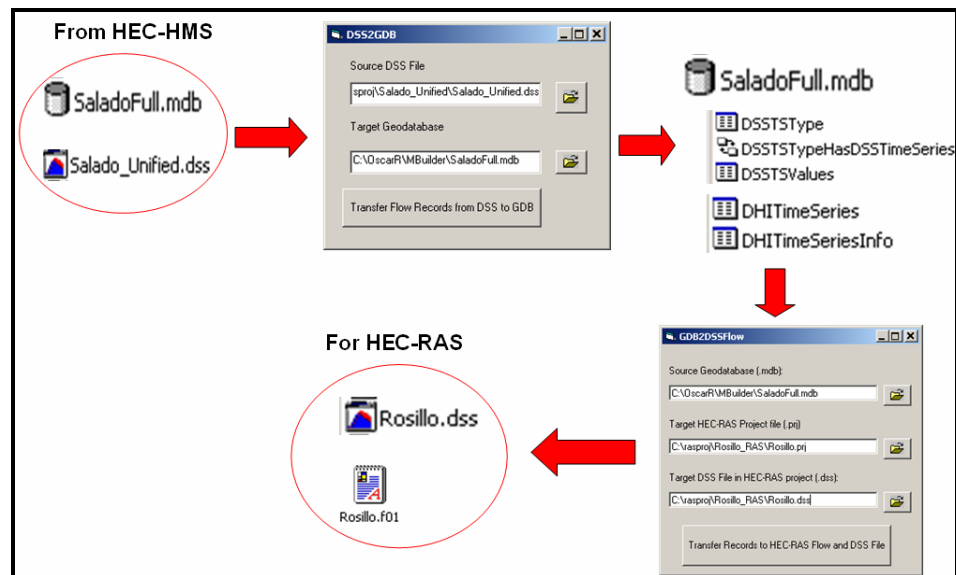 From HEC-HMS
SaladoFull.mdb
Salado_Unified.dss
DSS2GDB
Source DSS File
sproj\Salado_Unified\Salado_Unified.dss
Target Geodatabase
C:\OscarR\MBuilder\SaladoFull.mdb
Transfer Flow Records from DSS to GDB
SaladoFull.mdb
DSSTSType
DSSTSTypeHasDSSTimeSeries
DSSTSValues
DHITimeSeries
DHITimeSeriesInfo
GDB2DSSFlow
Source Geodatabase (.mdb):
C:\OscarR\MBuilder\SaladoFull.mdb
Target HEC-RAS Project file (.prj)
C:\rasproj\Rosillo_RAS\Rosillo.prj
Target DSS File in HEC-RAS project (.dss):
C:\rasproj\Rosillo_RAS\Rosillo.dss
Transfer Records to HEC-RAS Flow and DSS File
For HEC-RAS
Rosillo.dss
Rosillo.f01